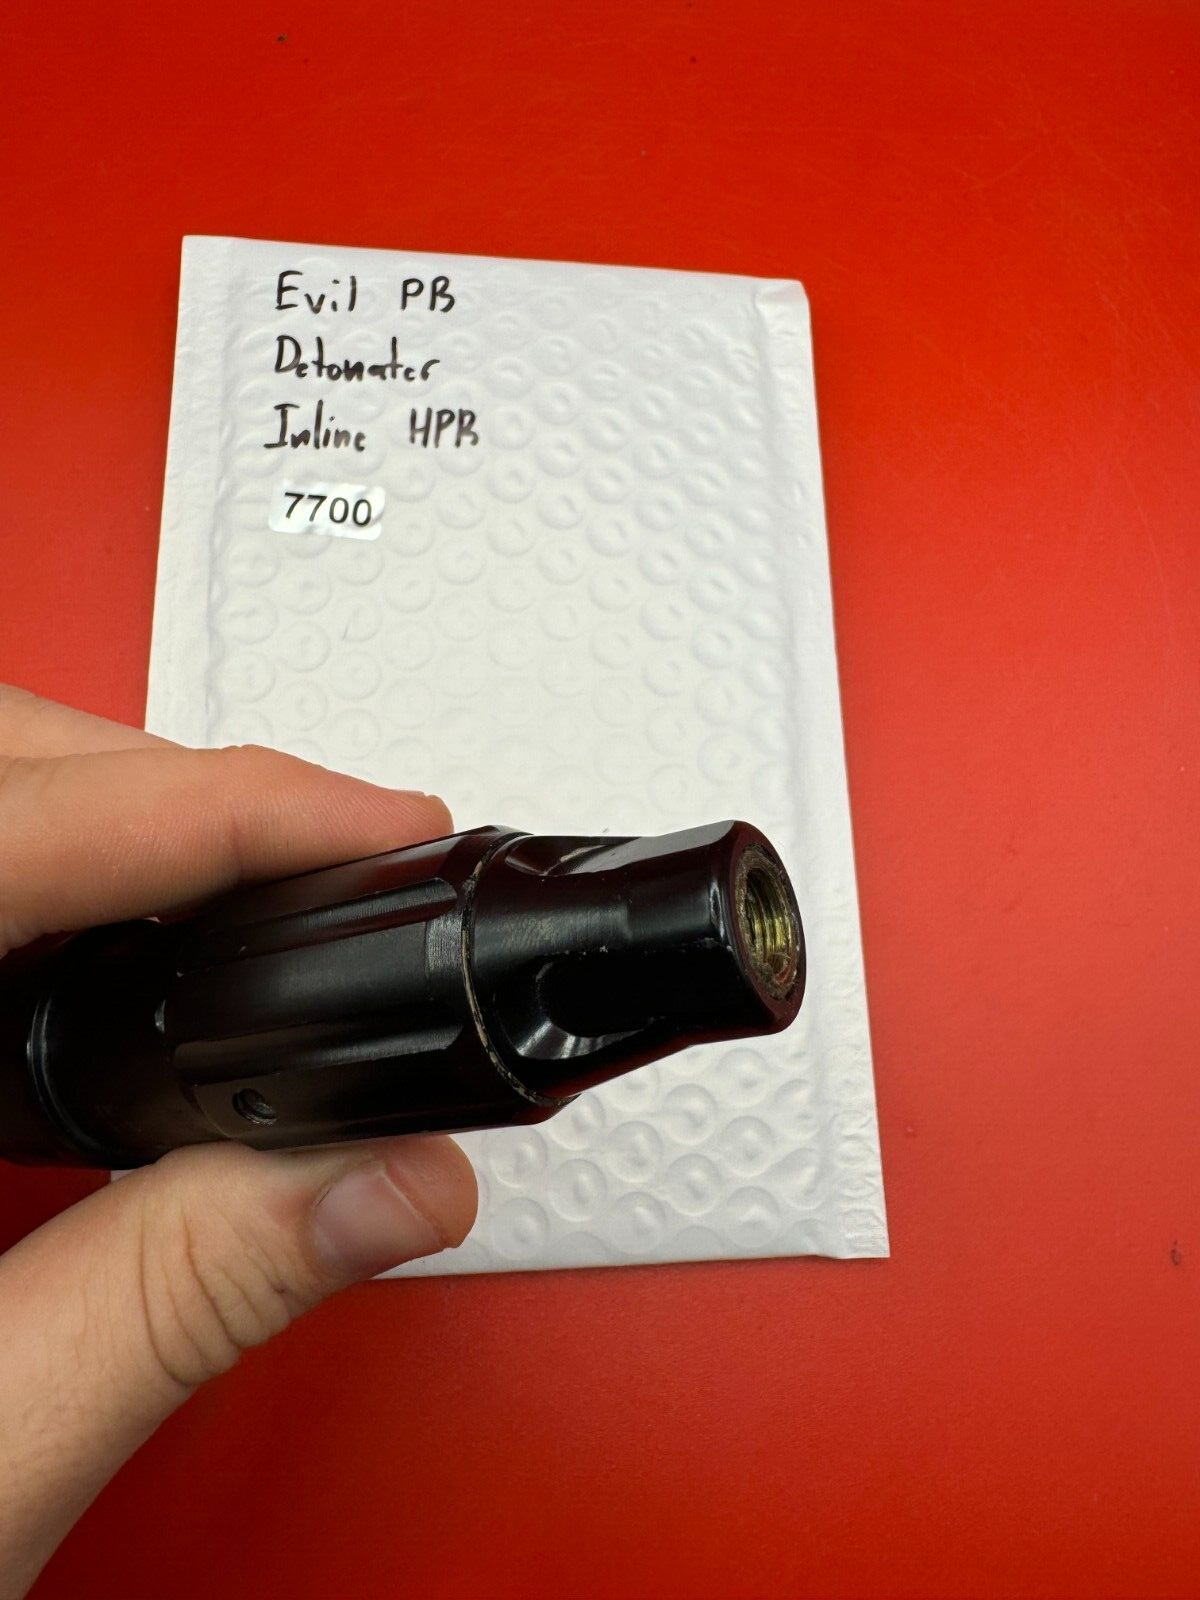 Evil PB
Detonater
Inline HPR
7700